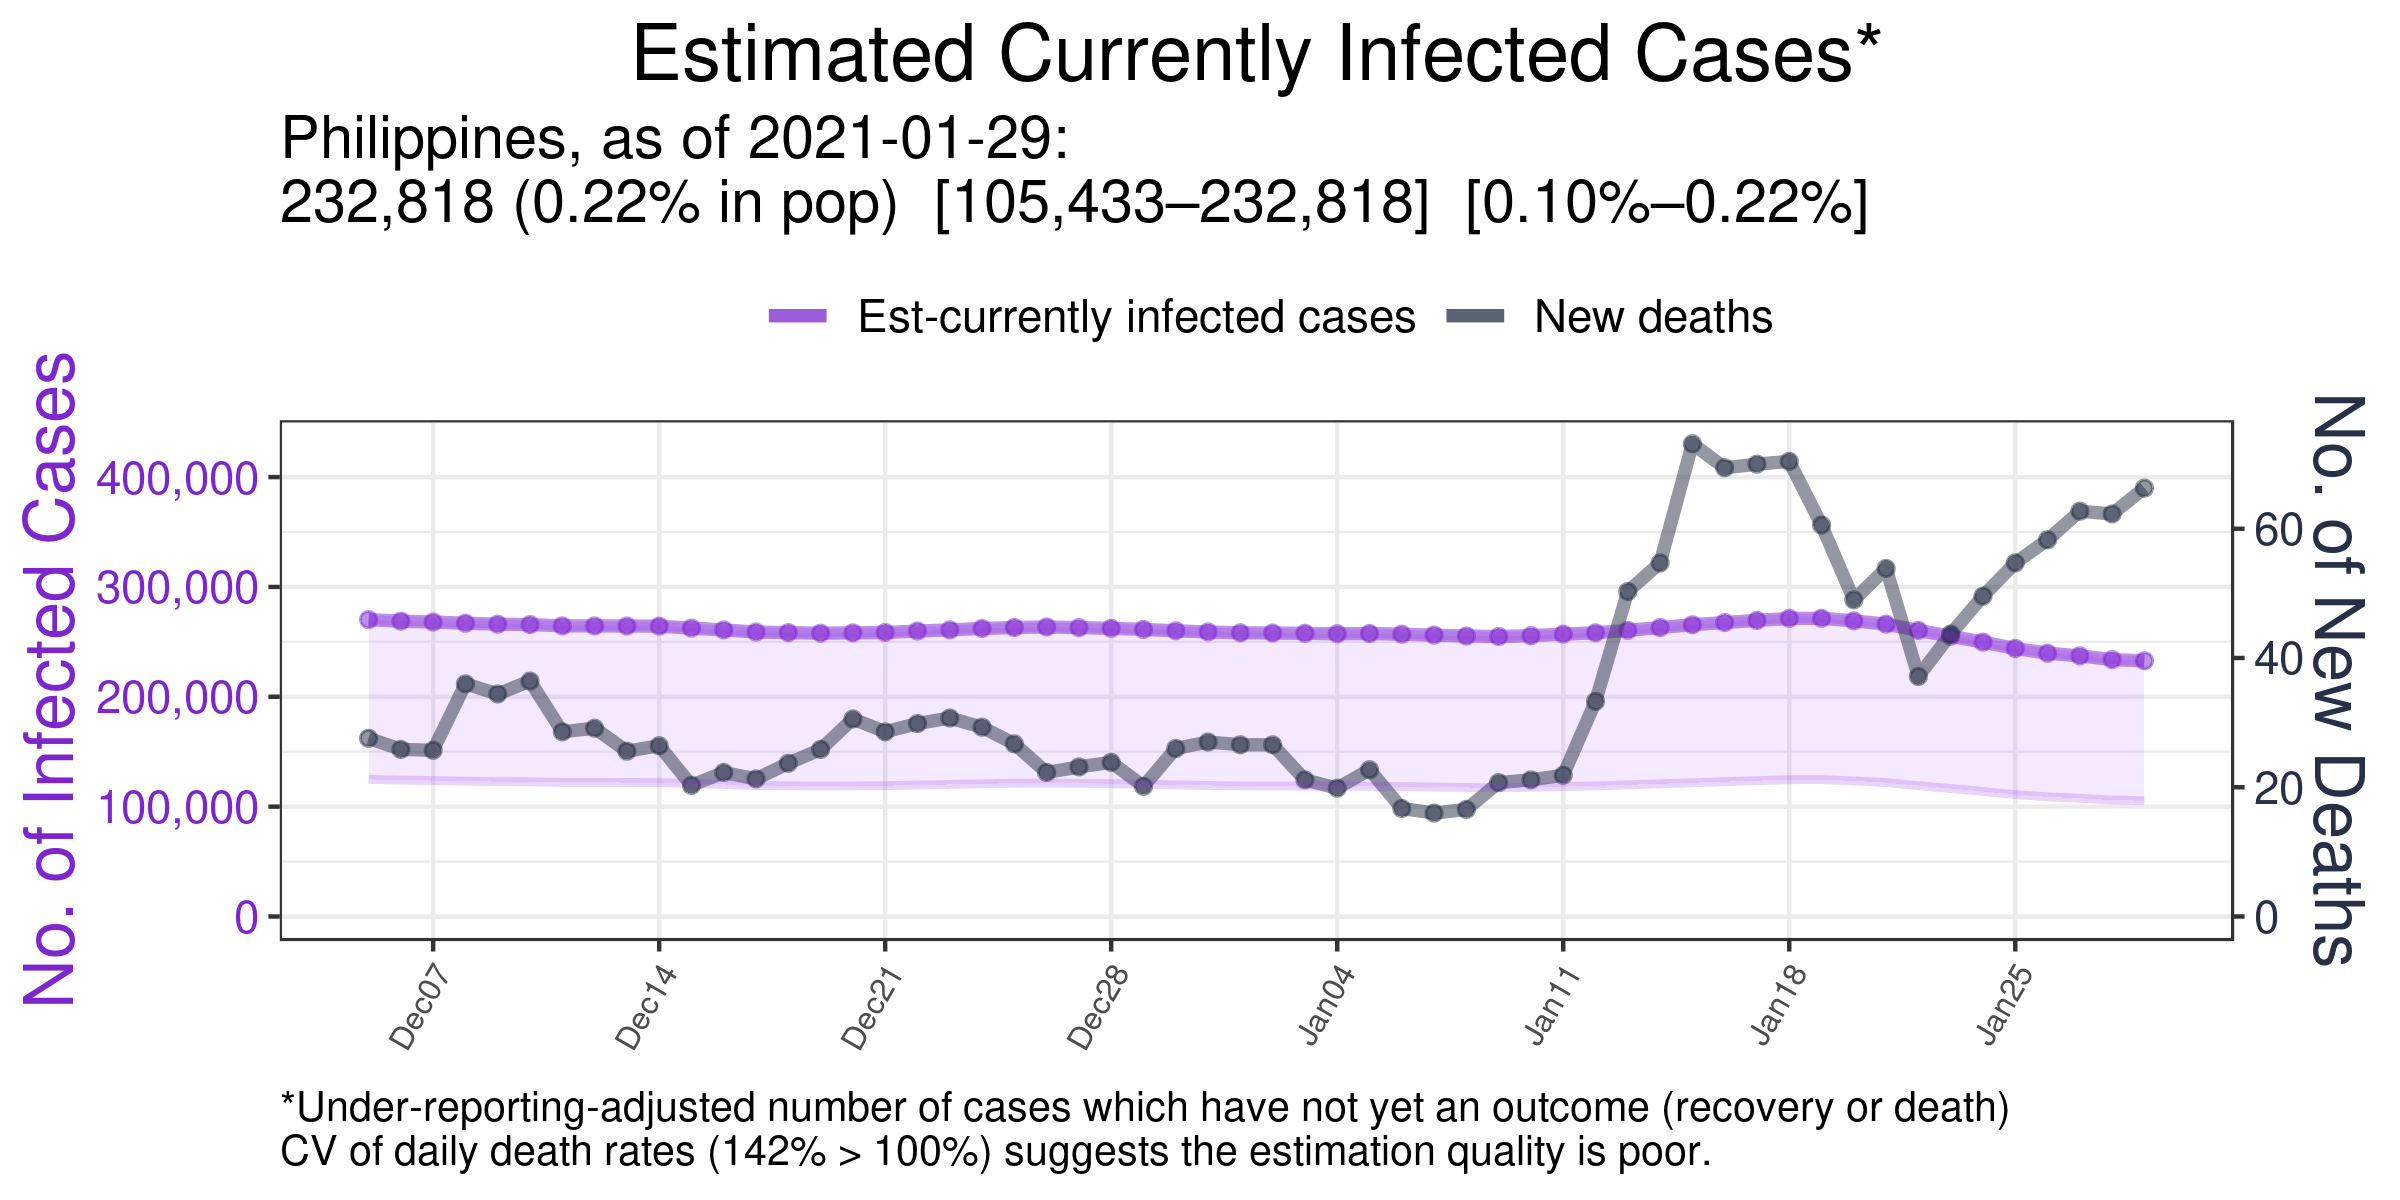 Estimated Currently Infected Cases*
Philippines, as of 2021-01-29:
232,818 (0.22% in pop)  [105,433–232,818]  [0.10%–0.22%]
Est-currently infected cases
New deaths
No. of Infected Cases
400,000
300,000
200,000
100,000
0
60
40
20
0
No. of New Deaths
Dec07
Dec14
Dec21
Dec28
Jan04
Jan11
Jan18
Jan25
*Under-reporting-adjusted number of cases which have not yet an outcome (recovery or death)
CV of daily death rates (142% > 100%) suggests the estimation quality is poor.